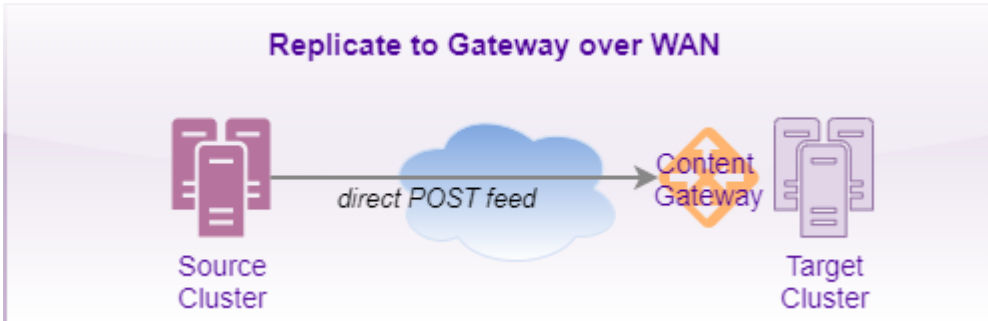 Replicate to Gateway over WAN
Content
Gateway
direct POST feed
Source
Cluster
Target
Cluster